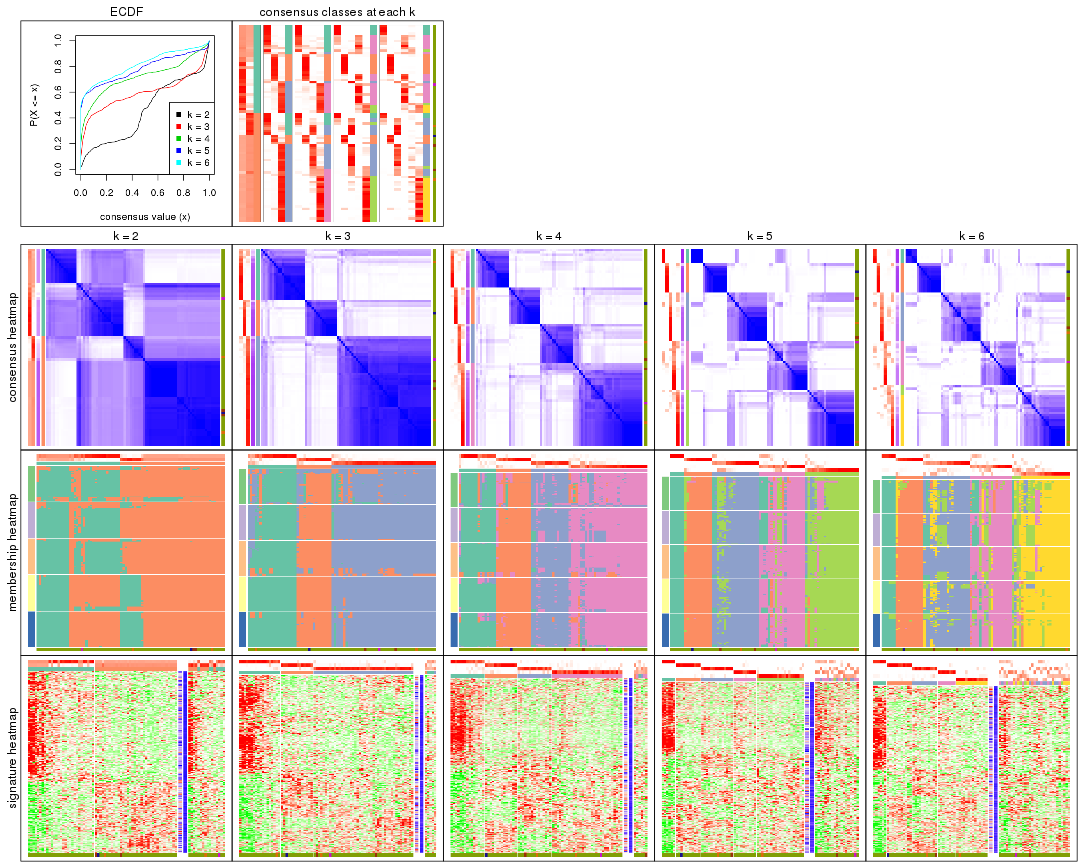 ECDF
consensus classes at each k
P(X <= x)
0.0 0.2 0.4 0.6 0.8 1.0
k = 2
k = 3
k = 4
k = 5
k = 6
0.0 0.2 0.4 0.6 0.8 1.0
consensus value (x)
k = 2
k = 3
k = 4
k = 5
k = 6
consensus heatmap
membership heatmap
signature heatmap